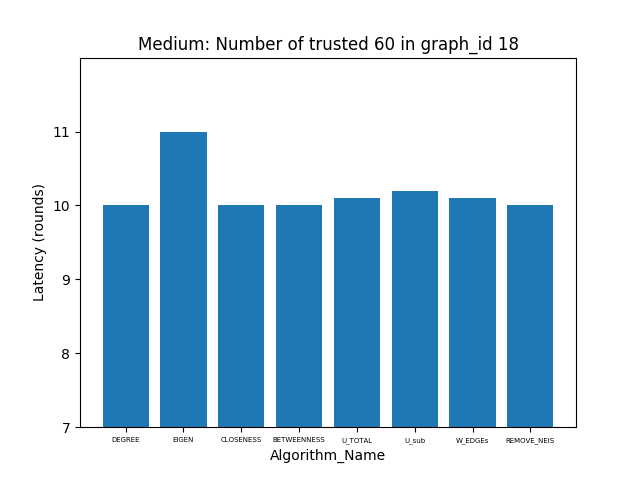 Medium: Number of trusted 60 in graph_id 18
Latency (rounds)
11
10
9
8
7
DEGREE EIGEN CLOSENESS BETWEENNESS U_TOTAL U_sub W_EDGEs REMOVE_NEIS
Algorithm_Name